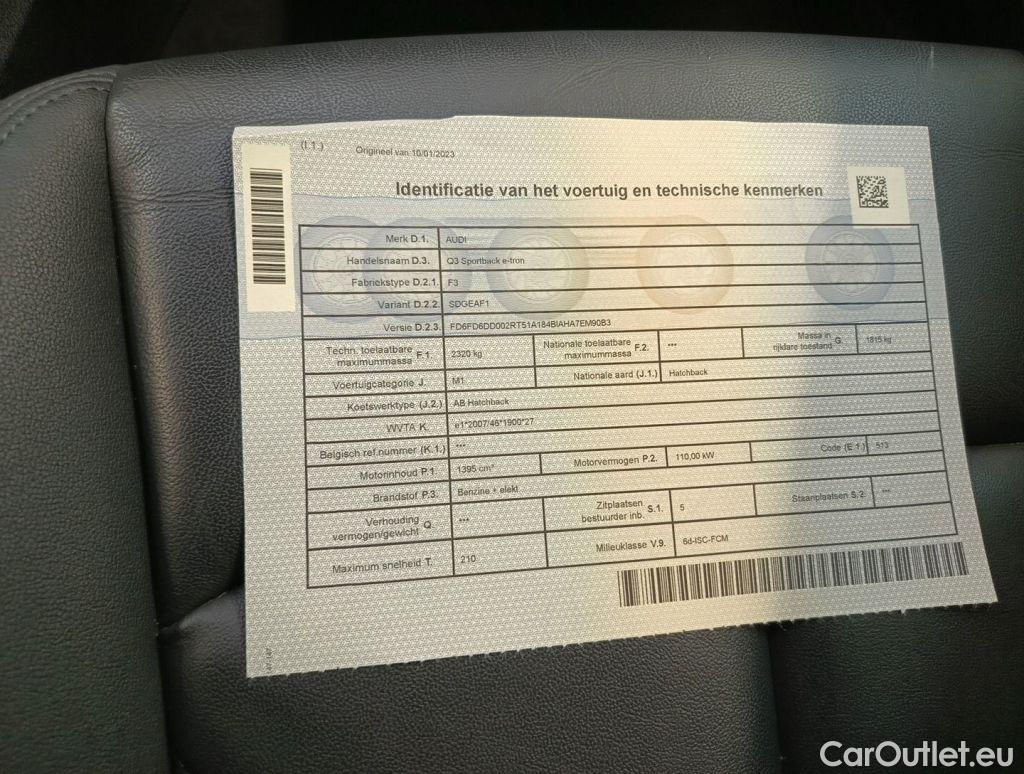 (I.1.) Origineel van 10/01/2023
Identificatie van het voertuig en technische kenmerken
Merk D.1. AUDI
Handelsnaam D.3. Q3 Sportback e-tron
Fabriekstype D.2.1. F3
Variant D.2.2. SDGEAF1
Versie D.2.3. FD6FD6DD002RT51A184BIAHA7EM90B3
Techn. toelaatbare maximummassa F.1. 2320 kg Nationale toelaatbare maximummassa F.2. *** Massa in rijklare toestand G. 1815 kg
Voertuigcategorie J. M1 Nationale aard (J.1.) Hatchback
Koetswerktype (J.2.) AB Hatchback
WVTA K. e1*2007/46*1900*27
Belgisch ref.nummer (K.1.) ***
Motorinhoud P.1 1395 cm³ Motorvermogen P.2. 110,00 kW Code (E.1.) 513
Brandstof P.3. Benzine + elekt
Verhouding vermogen/gewicht Q. *** Zitplaatsen bestuurder inb. S.1. 5 Staanplaatsen S.2. ***
Maximum snelheid T. 210 Milieuklasse V.9. 6d-ISC-FCM
CarOutlet.eu